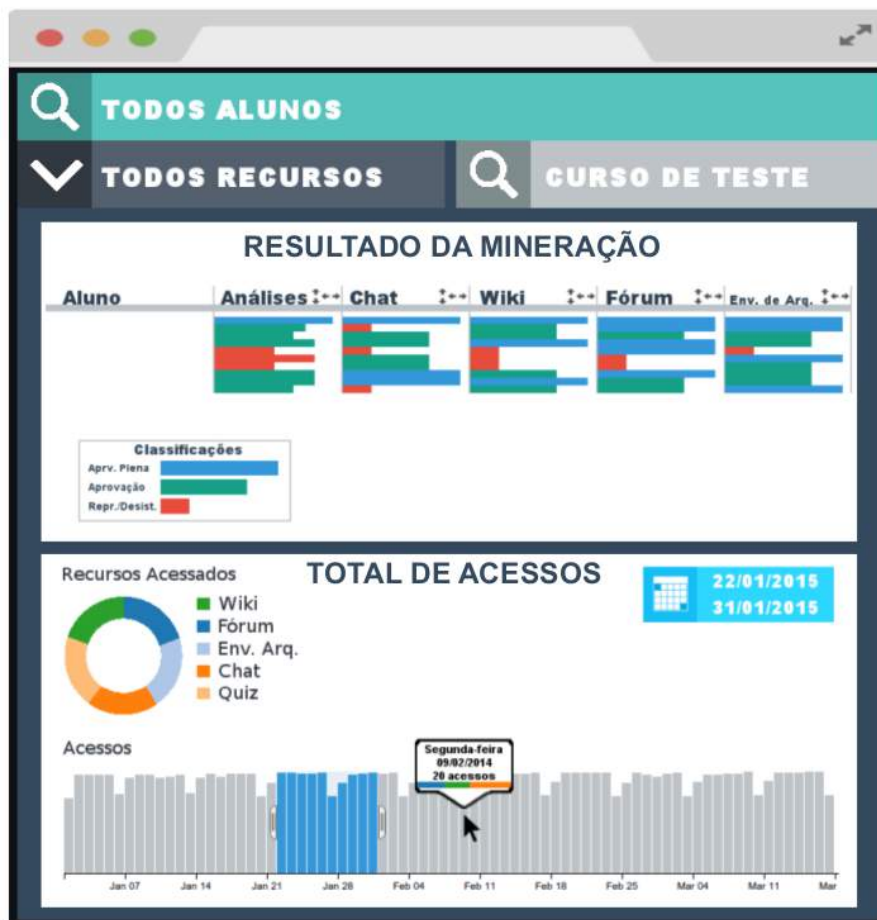 TODOS ALUNOS
TODOS RECURSOS
CURSO DE TESTE
RESULTADO DA MINERAÇÃO
Aluno Análises Chat Wiki Fórum Env. de Arq.
Classificações
Aprv. Plena
Aprovação
Repr./Desist.
TOTAL DE ACESSOS
Recursos Acessados
Wiki
Fórum
Env. Arq.
Chat
Quiz
22/01/2015
31/01/2015
Acessos
Segunda-feira
09/02/2014
20 acessos
Jan 07 Jan 14 Jan 21 Jan 28 Feb 04 Feb 11 Feb 18 Feb 25 Mar 04 Mar 11 Mar